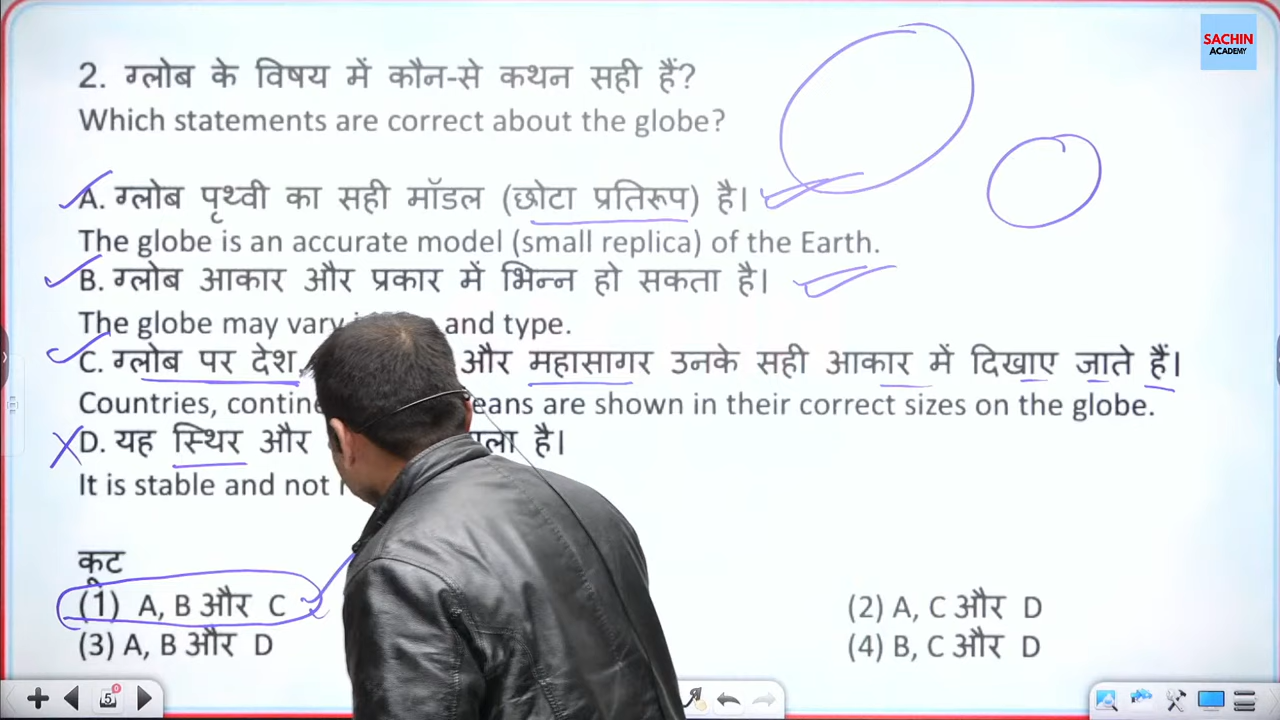 SACHIN
ACADEMY
2. ग्लोब के विषय में कौन-से कथन सही हैं?
Which statements are correct about the globe?
A. ग्लोब पृथ्वी का सही मॉडल (छोटा प्रतिरूप) है।
The globe is an accurate model (small replica) of the Earth.
B. ग्लोब आकार और प्रकार में भिन्न हो सकता है।
The globe may vary and type.
C. ग्लोब पर देश, और महासागर उनके सही आकार में दिखाए जाते हैं।
Countries, are shown in their correct sizes on the globe.
D. यह स्थिर और है।
It is stable and not
कूट
(1) A, B और C
(2) A, C और D
(3) A, B और D
(4) B, C और D
5
0